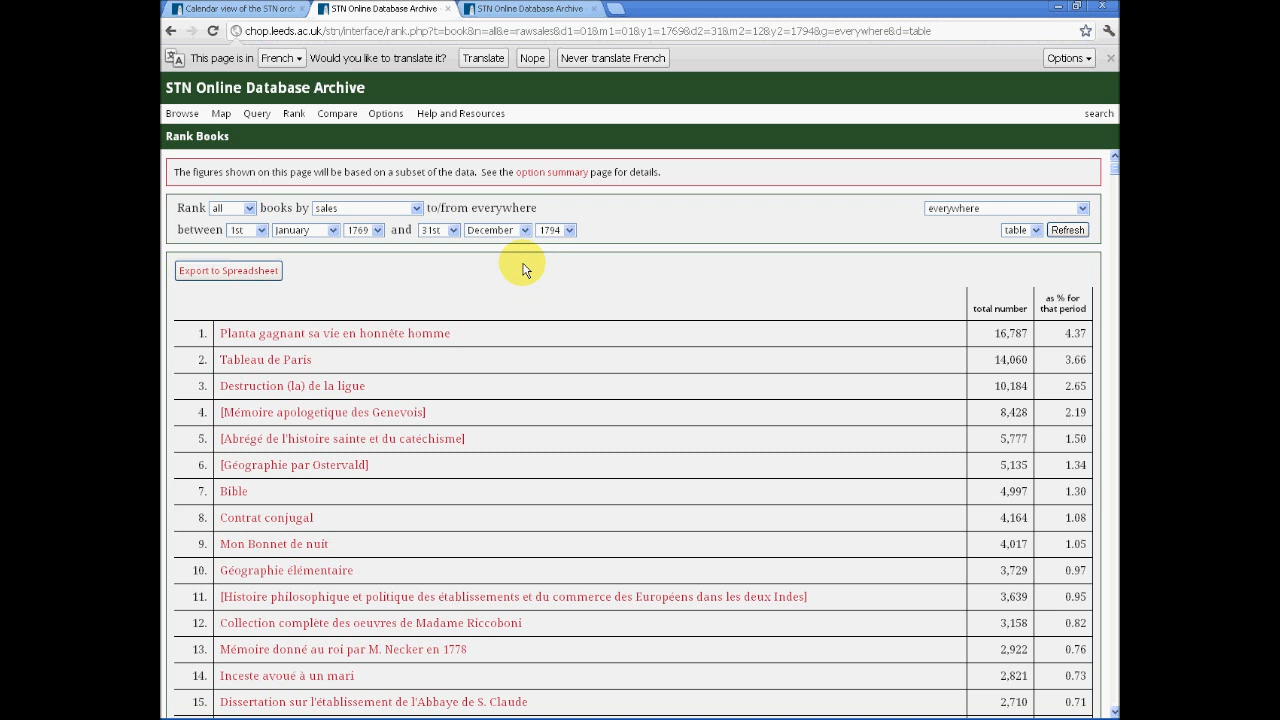 Calendar view of the STN orde
STN Online Database Archive
STN Online Database Archive
chop.leeds.ac.uk/stn/interface/rank.php?t=book&n=all&e=rawsales&d1=01&m1=01&y1=1769&d2=31&m2=12&y2=1794&g=everywhere&d=table
This page is in French Would you like to translate it? Translate Nope Never translate French Options
STN Online Database Archive
Browse Map Query Rank Compare Options Help and Resources search
Rank Books
The figures shown on this page will be based on a subset of the data. See the option summary page for details.
Rank all books by sales to/from everywhere everywhere
between 1st January 1769 and 31st December 1794 table Refresh
Export to Spreadsheet
total number as % for that period
1. Planta gagnant sa vie en honnête homme 16,787 4.37
2. Tableau de Paris 14,060 3.66
3. Destruction (la) de la ligue 10,184 2.65
4. [Mémoire apologetique des Genevois] 8,428 2.19
5. [Abrégé de l'histoire sainte et du catéchisme] 5,777 1.50
6. [Géographie par Ostervald] 5,135 1.34
7. Bible 4,997 1.30
8. Contrat conjugal 4,164 1.08
9. Mon Bonnet de nuit 4,017 1.05
10. Géographie élémentaire 3,729 0.97
11. [Histoire philosophique et politique des établissements et du commerce des Européens dans les deux Indes] 3,639 0.95
12. Collection complète des oeuvres de Madame Riccoboni 3,158 0.82
13. Mémoire donné au roi par M. Necker en 1778 2,922 0.76
14. Inceste avoué à un mari 2,821 0.73
15. Dissertation sur l'établissement de l'Abbaye de S. Claude 2,710 0.71